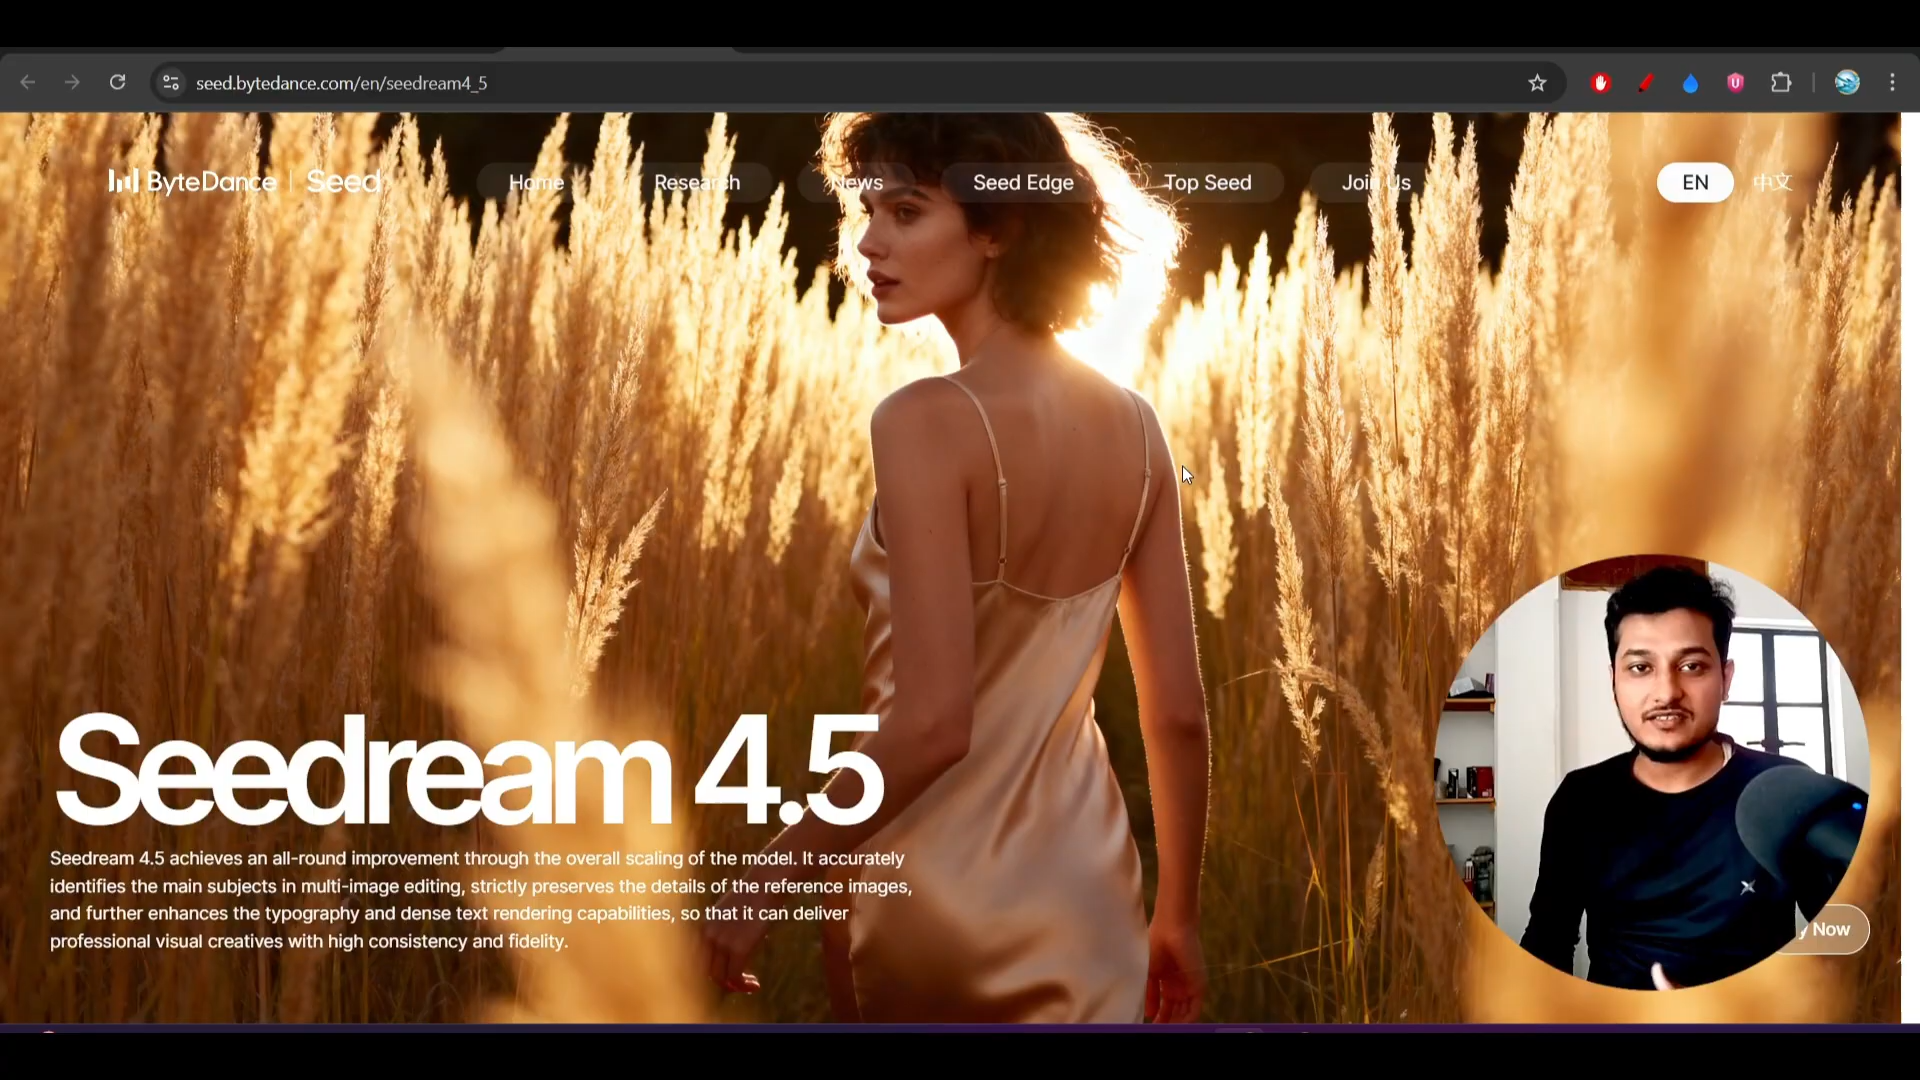 seed.bytedance.com/en/seedream4_5
ByteDance | Seed
Home
Research
News
Seed Edge
Top Seed
Join Us
EN
中文
Seedream 4.5
Seedream 4.5 achieves an all-round improvement through the overall scaling of the model. It accurately
identifies the main subjects in multi-image editing, strictly preserves the details of the reference images,
and further enhances the typography and dense text rendering capabilities, so that it can deliver
professional visual creatives with high consistency and fidelity.
Now